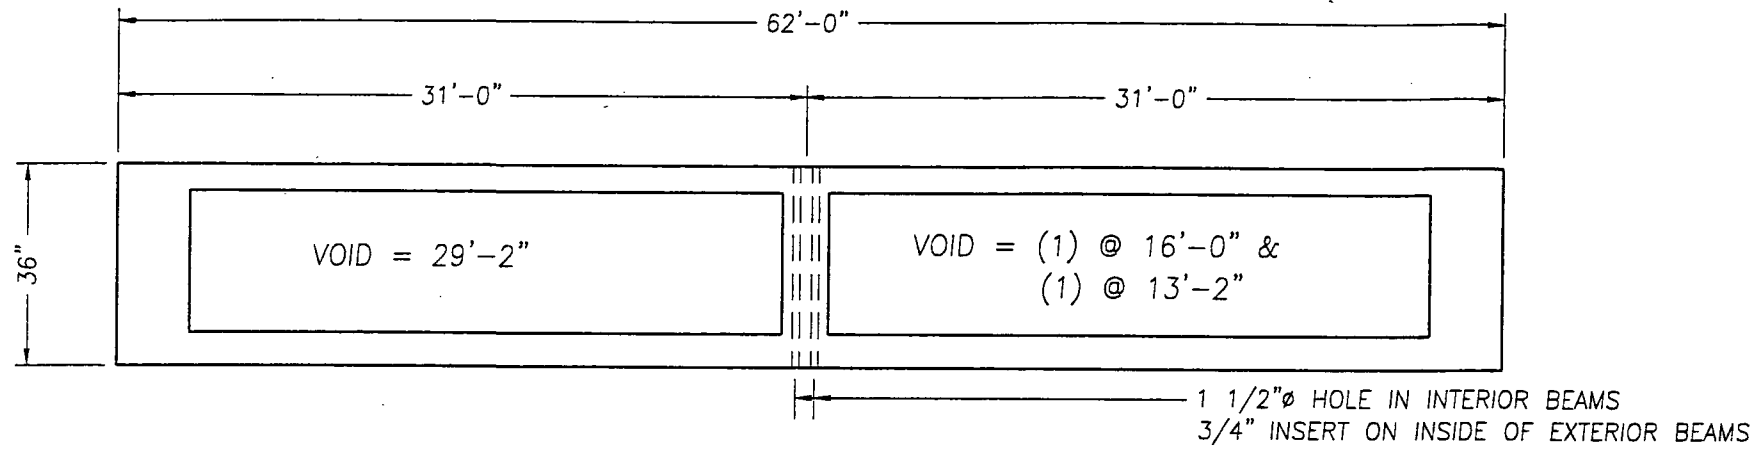 62'-0"
31'-0"
31'-0"
36"
VOID = 29'-2"
VOID = (1) @ 16'-0" &
(1) @ 13'-2"
1 1/2"ø HOLE IN INTERIOR BEAMS
3/4" INSERT ON INSIDE OF EXTERIOR BEAMS